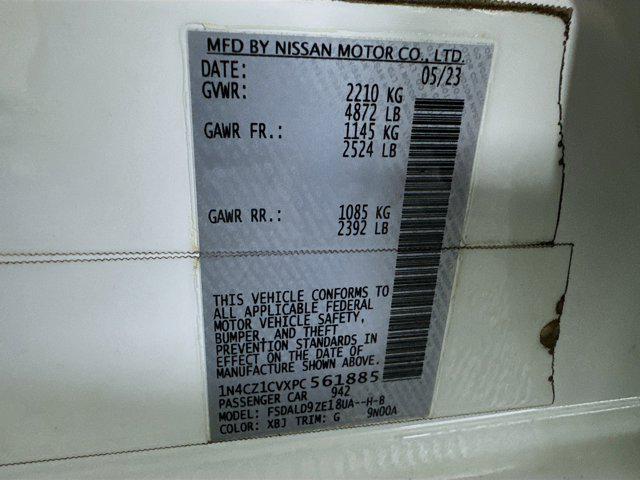 MFD BY NISSAN MOTOR CO., LTD.
DATE: 05/23
GVWR: 2210 KG
4872 LB
GAWR FR.: 1145 KG
2524 LB
GAWR RR.: 1085 KG
2392 LB
THIS VEHICLE CONFORMS TO
ALL APPLICABLE FEDERAL
MOTOR VEHICLE SAFETY,
BUMPER, AND THEFT
PREVENTION STANDARDS IN
EFFECT ON THE DATE OF
MANUFACTURE SHOWN ABOVE.
1N4CZ1CVXPC561885
PASSENGER CAR 942
MODEL: FSDALD9ZE18UA--H-B
COLOR: XBJ TRIM: G 9N00A